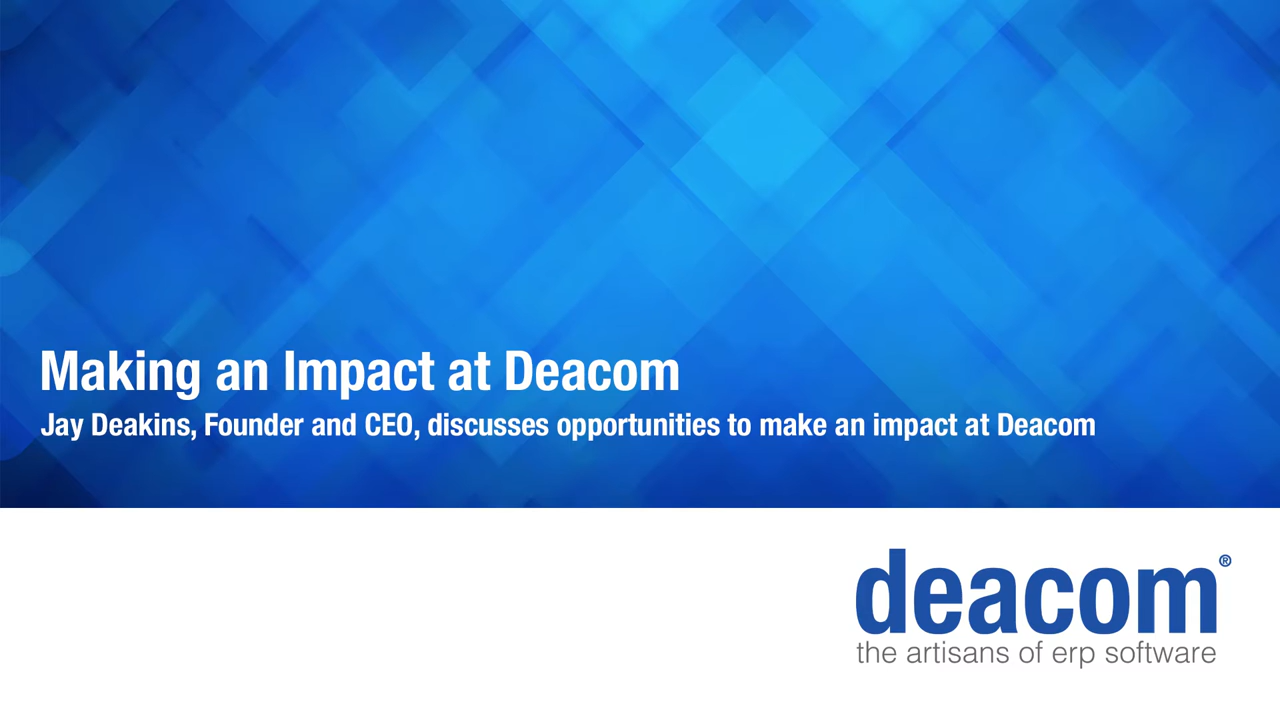 Making an Impact at Deacom
Jay Deakins, Founder and CEO, discusses opportunities to make an impact at Deacom
deacom®
the artisans of erp software